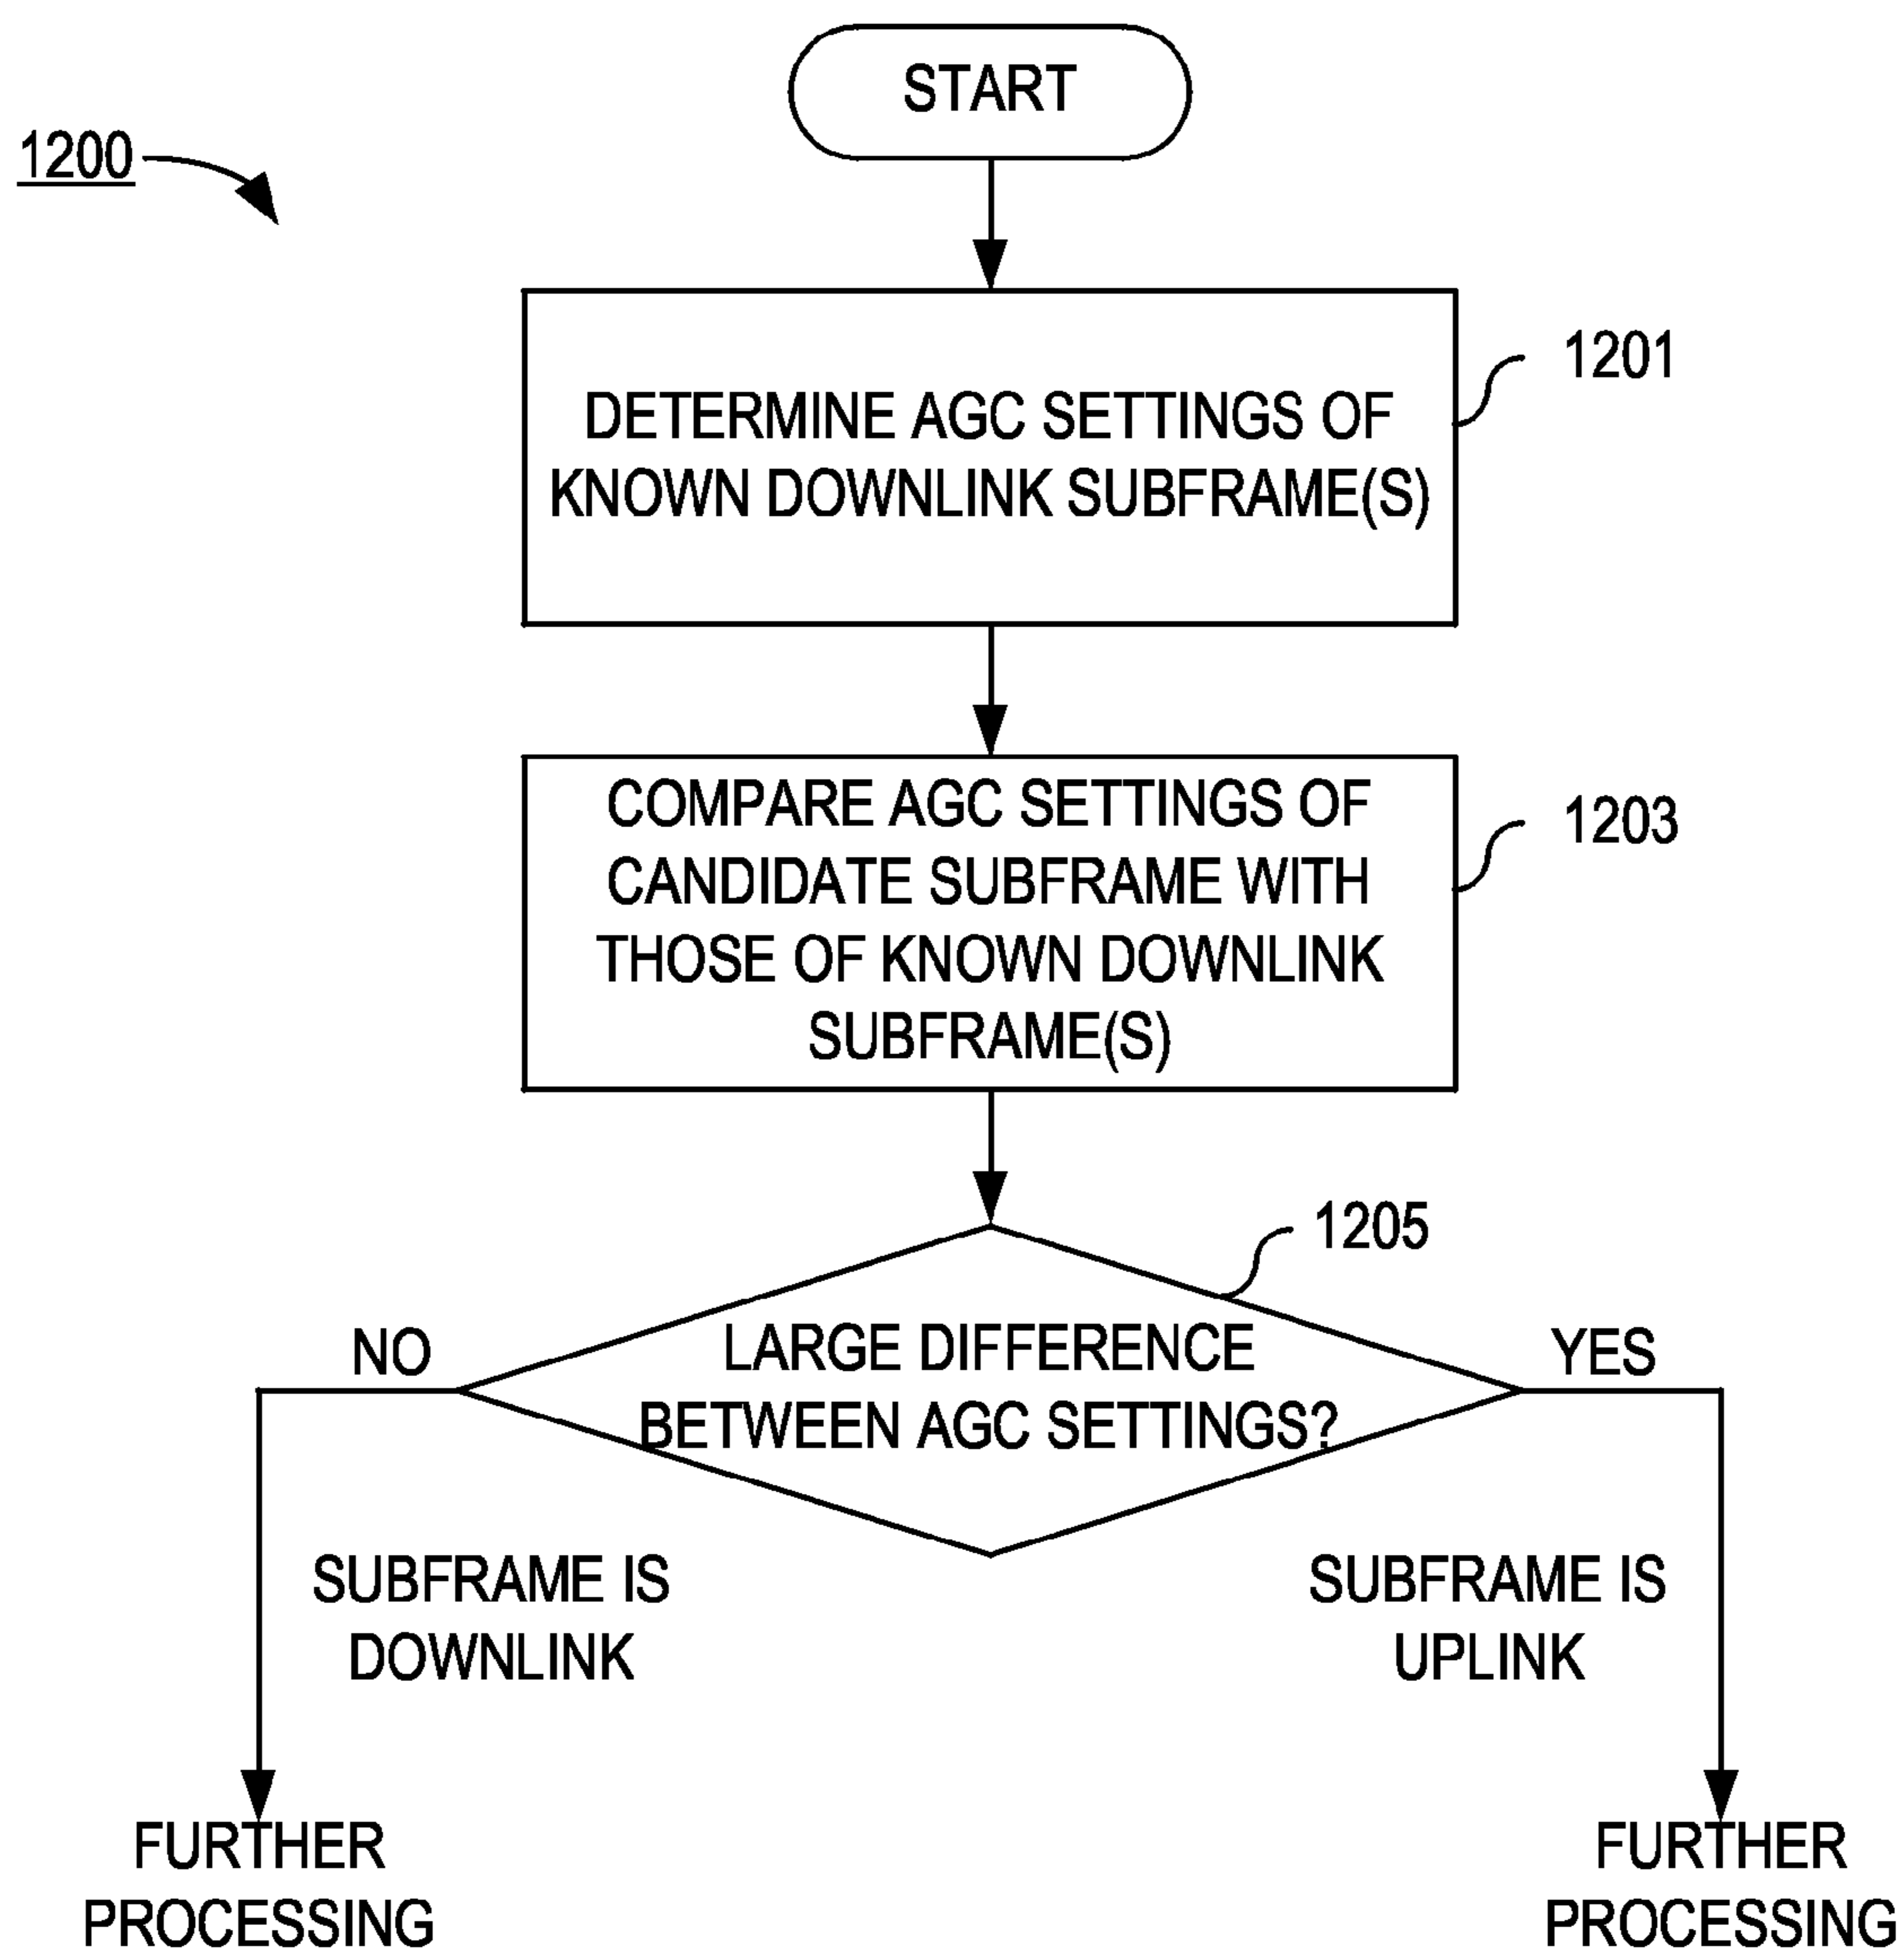 START
1200
1201
DETERMINE AGC SETTINGS OF
KNOWN DOWNLINK SUBFRAME(S)
1203
COMPARE AGC SETTINGS OF
CANDIDATE SUBFRAME WITH
THOSE OF KNOWN DOWNLINK
SUBFRAME(S)
1205
NO
LARGE DIFFERENCE
BETWEEN AGC SETTINGS?
YES
SUBFRAME IS
DOWNLINK
SUBFRAME IS
UPLINK
FURTHER
PROCESSING
FURTHER
PROCESSING